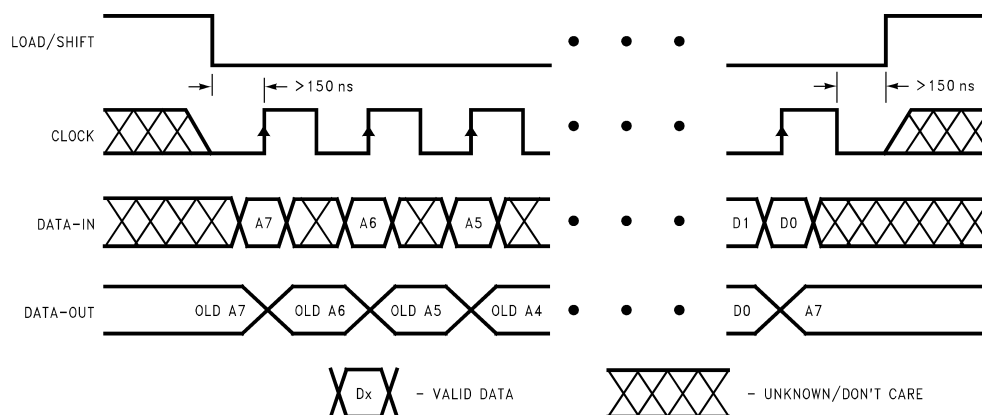 LOAD/SHIFT
>150 ns
>150 ns
CLOCK
DATA-IN
A7
A6
A5
D1
D0
DATA-OUT
OLD A7
OLD A6
OLD A5
OLD A4
D0
A7
Dx
- VALID DATA
- UNKNOWN/DON'T CARE